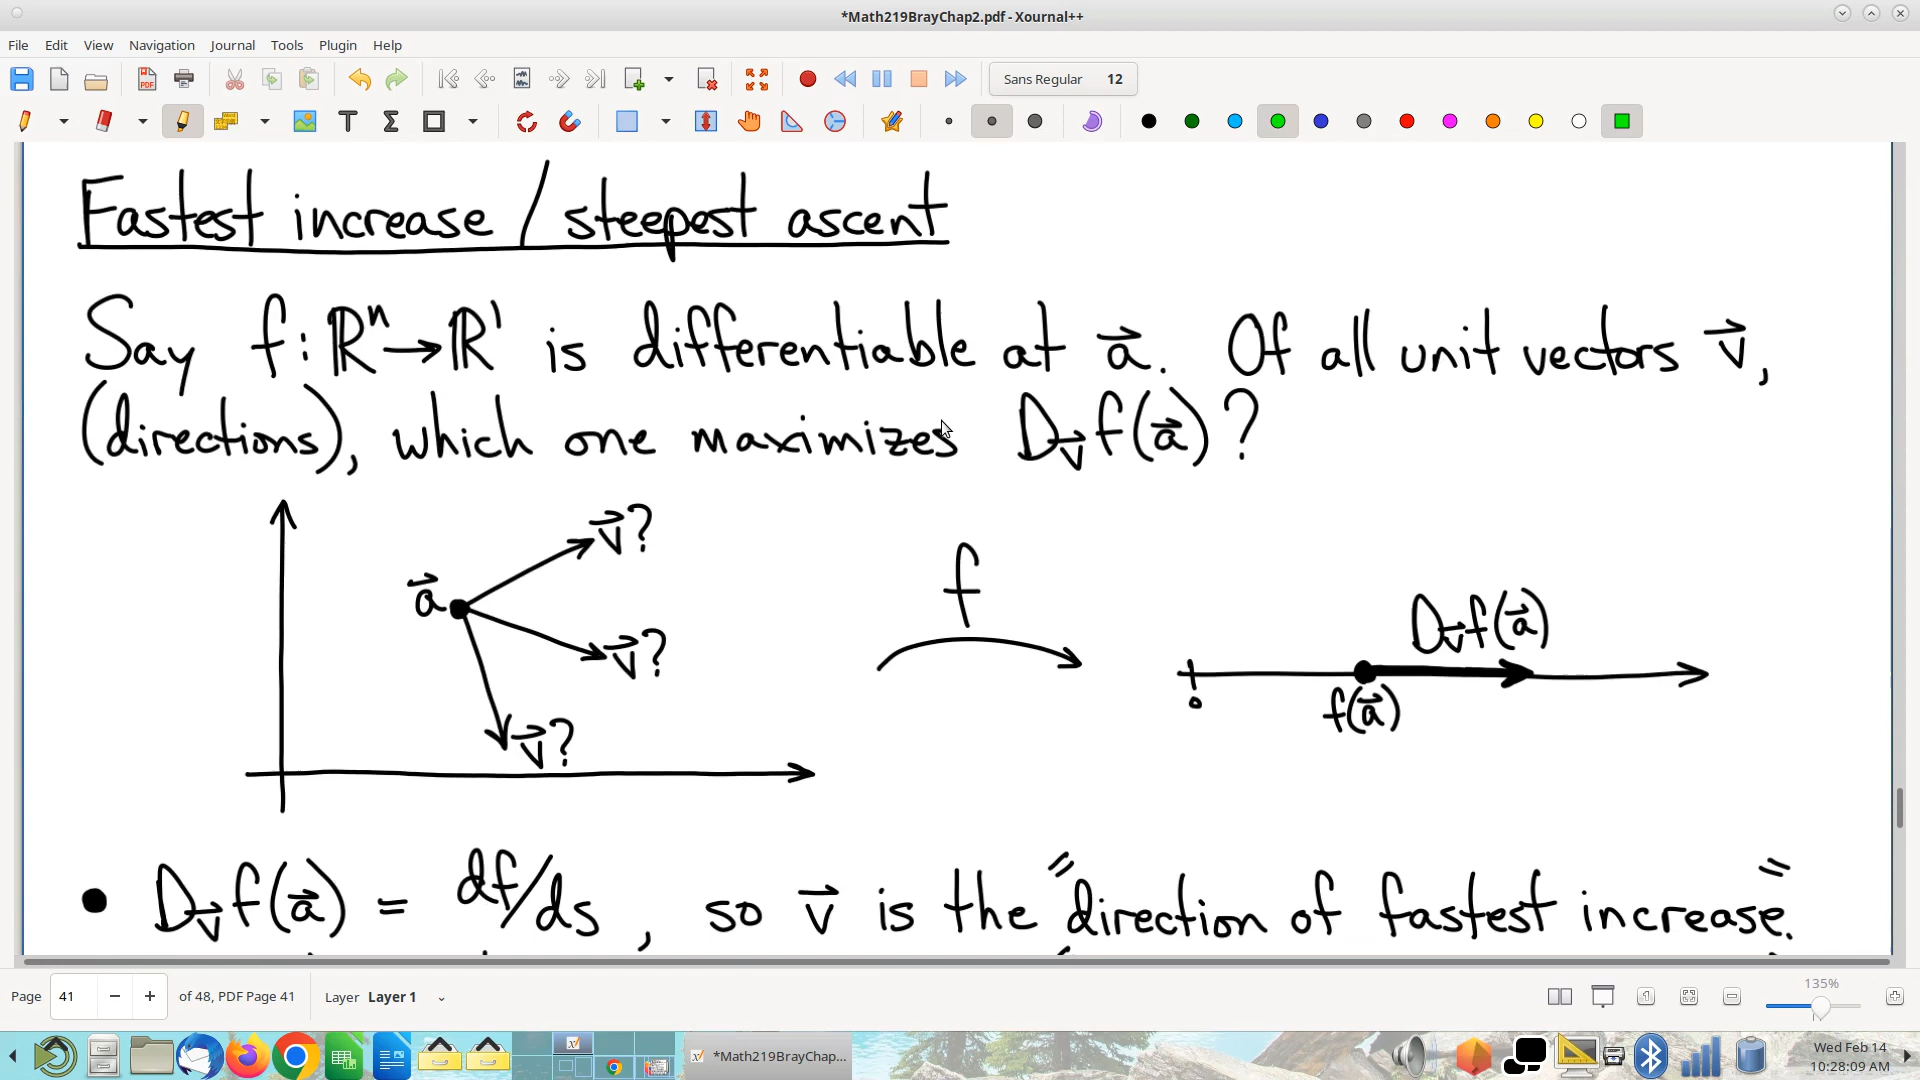 *Math219BrayChap2.pdf - Xournal++
File Edit View Navigation Journal Tools Plugin Help
Sans Regular 12
Fastest increase / steepest ascent
Say f: ℝⁿ→ℝ¹ is differentiable at a⃗. Of all unit vectors v⃗,
(directions), which one maximizes D_v⃗ f(a⃗)?
v⃗?
a⃗
v⃗?
v⃗?
f
D_v⃗ f(a⃗)
0
f(a⃗)
• D_v⃗ f(a⃗) = df/ds, so v⃗ is the "direction of fastest increase."
Page 41 of 48, PDF Page 41 Layer Layer 1 135%
*Math219BrayChap...
Wed Feb 14
10:28:09 AM